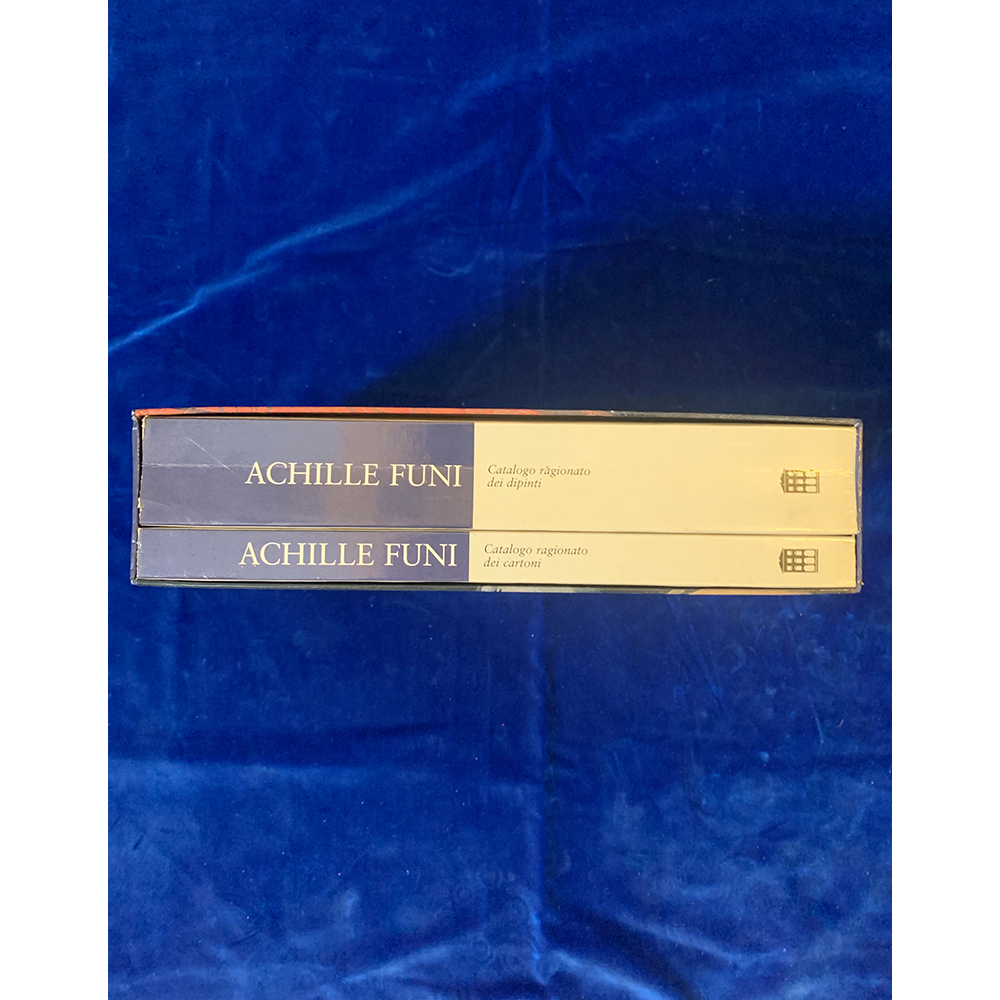 ACHILLE FUNI
Catalogo ragionato
dei dipinti
ACHILLE FUNI
Catalogo ragionato
dei cartoni